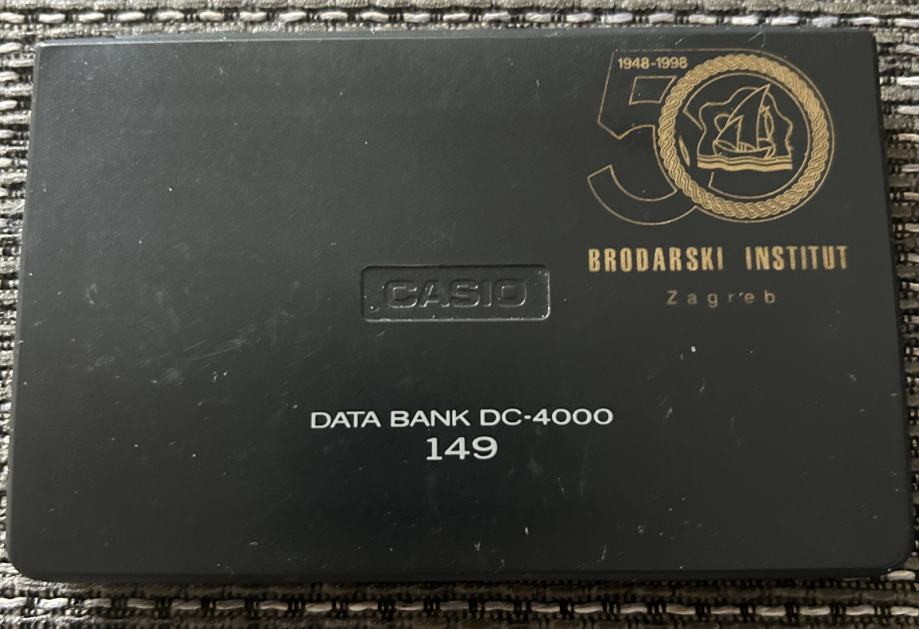 1948-1998
50
BRODARSKI INSTITUT
Zagreb
CASIO
DATA BANK DC-4000
149